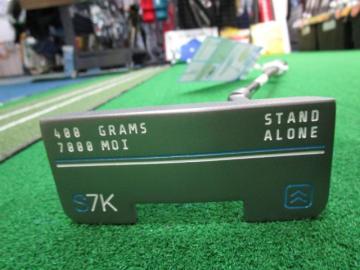 400 GRAMS
7000 MOI
STAND
ALONE
S7K